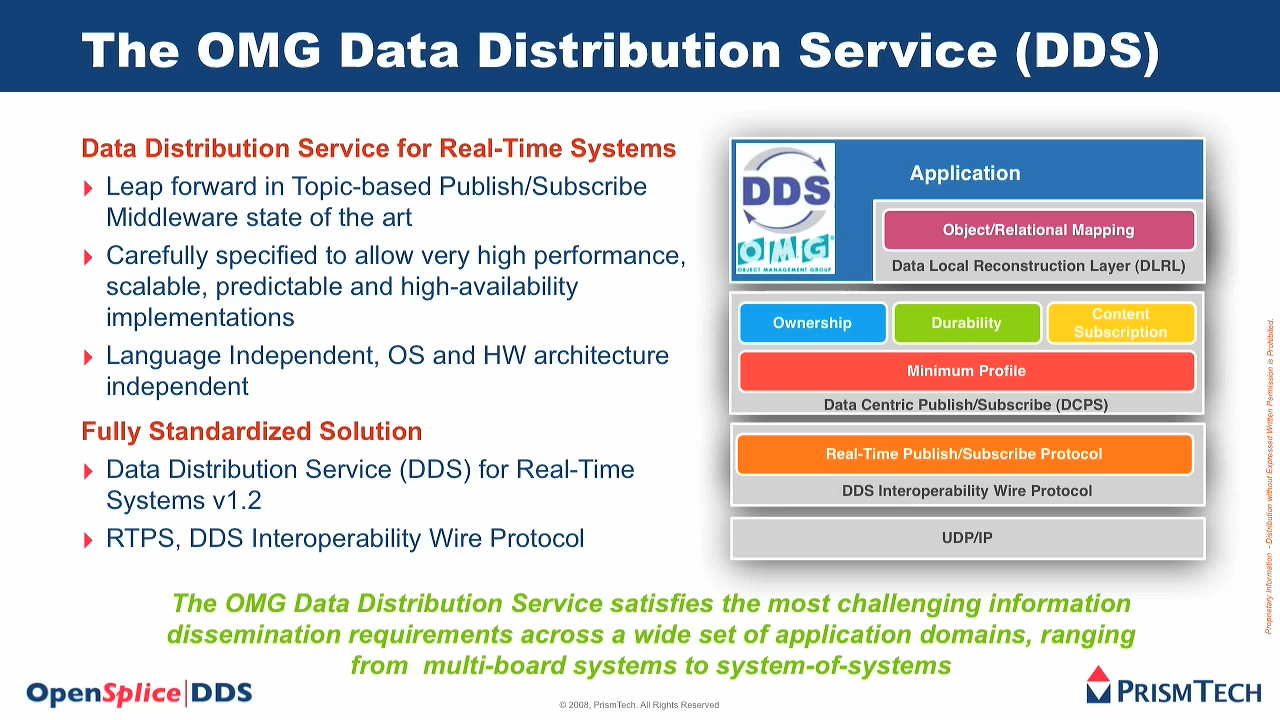 The OMG Data Distribution Service (DDS)
Data Distribution Service for Real-Time Systems
Leap forward in Topic-based Publish/Subscribe
Middleware state of the art
Carefully specified to allow very high performance,
scalable, predictable and high-availability
implementations
Language Independent, OS and HW architecture
independent
Fully Standardized Solution
Data Distribution Service (DDS) for Real-Time
Systems v1.2
RTPS, DDS Interoperability Wire Protocol
DDS
OMG
OBJECT MANAGEMENT GROUP
Application
Object/Relational Mapping
Data Local Reconstruction Layer (DLRL)
Ownership
Durability
Content
Subscription
Minimum Profile
Data Centric Publish/Subscribe (DCPS)
Real-Time Publish/Subscribe Protocol
DDS Interoperability Wire Protocol
UDP/IP
Proprietary Information - Distribution without Expressed Written Permission is Prohibited.
The OMG Data Distribution Service satisfies the most challenging information
dissemination requirements across a wide set of application domains, ranging
from multi-board systems to system-of-systems
OpenSplice|DDS
© 2008, PrismTech. All Rights Reserved
PRISMTECH